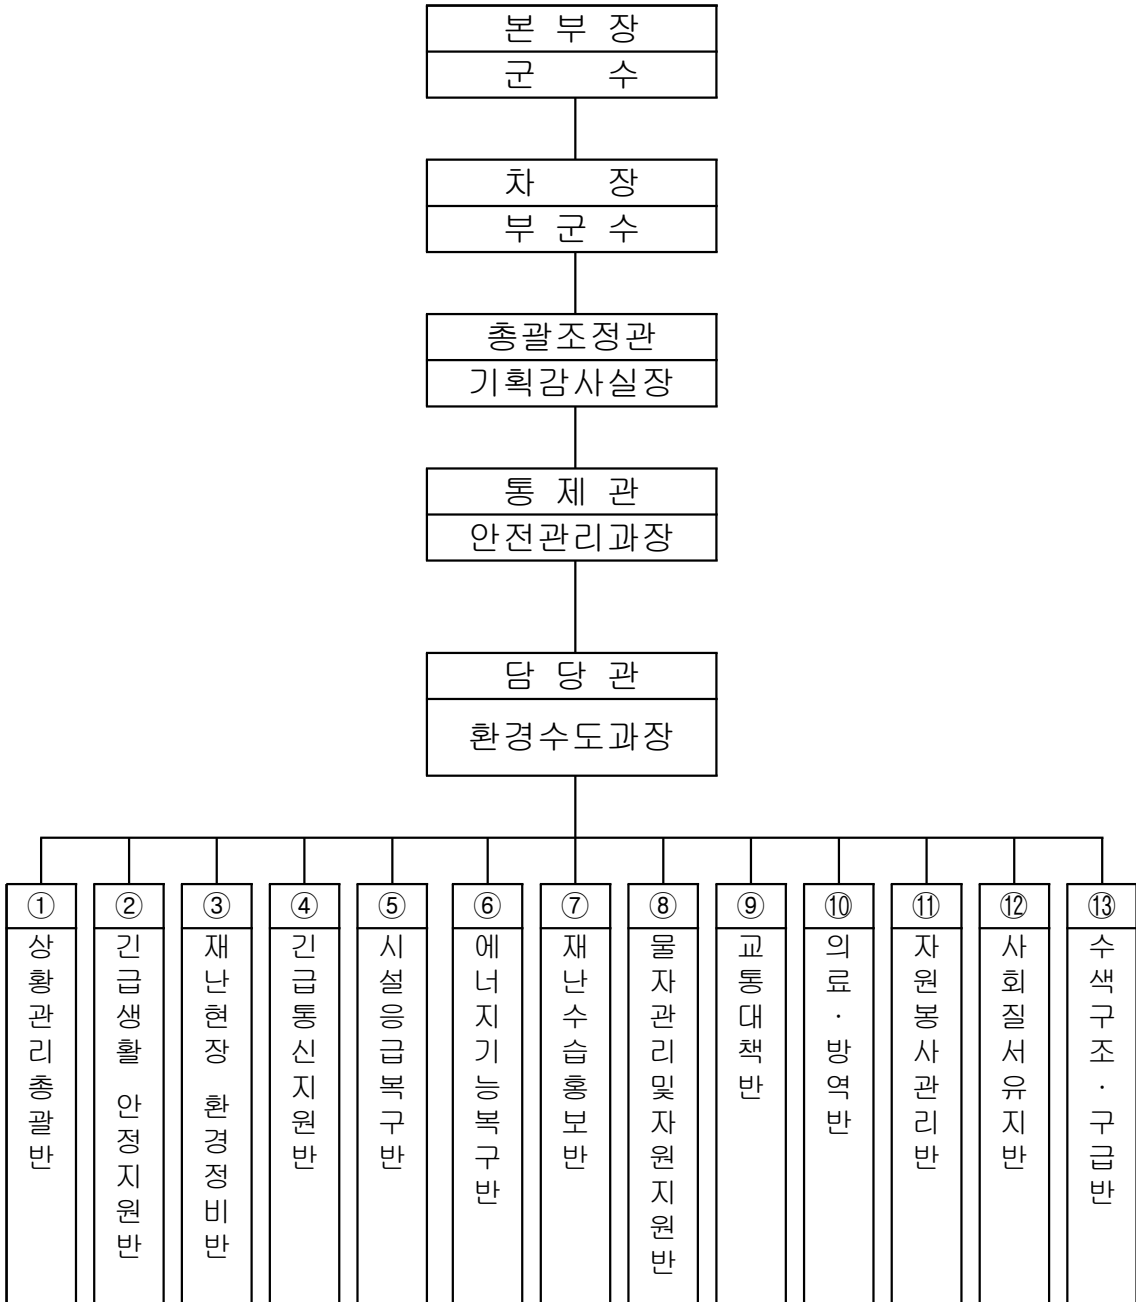 본 부 장
군 수
차 장
부 군 수
총괄조정관
기획감사실장
통 제 관
안전관리과장
담 당 관
환경수도과장
①
상황관리총괄반
②
긴급생활 안정지원반
③
재난현장 환경정비반
④
긴급통신지원반
⑤
시설응급복구반
⑥
에너지기능복구반
⑦
재난수습홍보반
⑧
물자관리및자원지원반
⑨
교통대책반
⑩
의료·방역반
⑪
자원봉사관리반
⑫
사회질서유지반
⑬
수색구조·구급반